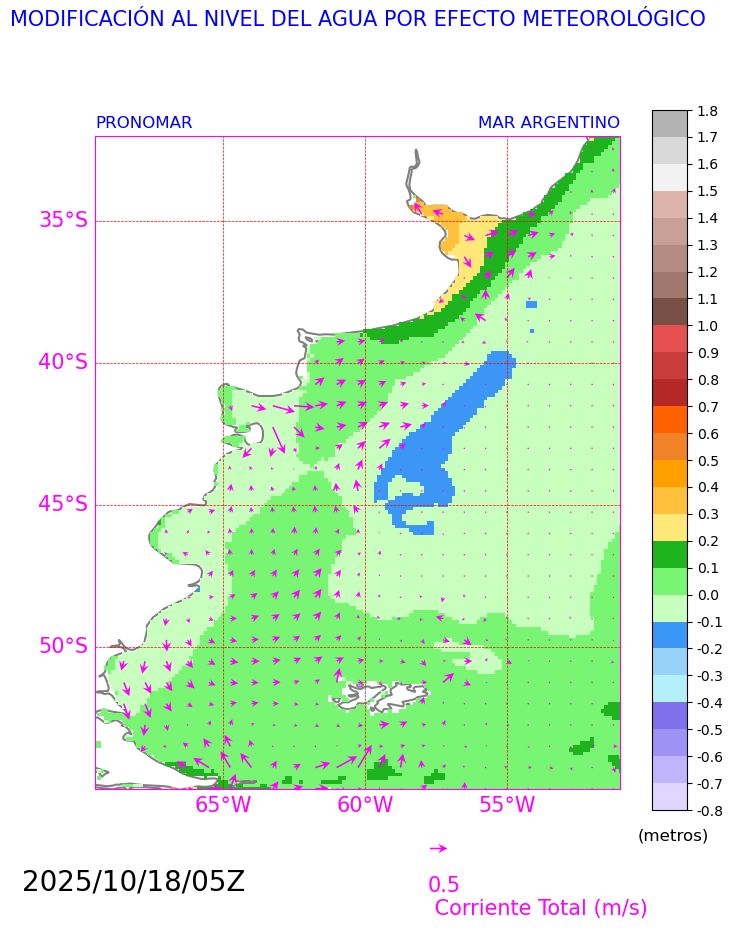 MODIFICACIÓN AL NIVEL DEL AGUA POR EFECTO METEOROLÓGICO
PRONOMAR
MAR ARGENTINO
35°S
40°S
45°S
50°S
65°W
60°W
55°W
1.8
1.7
1.6
1.5
1.4
1.3
1.2
1.1
1.0
0.9
0.8
0.7
0.6
0.5
0.4
0.3
0.2
0.1
0.0
-0.1
-0.2
-0.3
-0.4
-0.5
-0.6
-0.7
-0.8
(metros)
2025/10/18/05Z
0.5
Corriente Total (m/s)